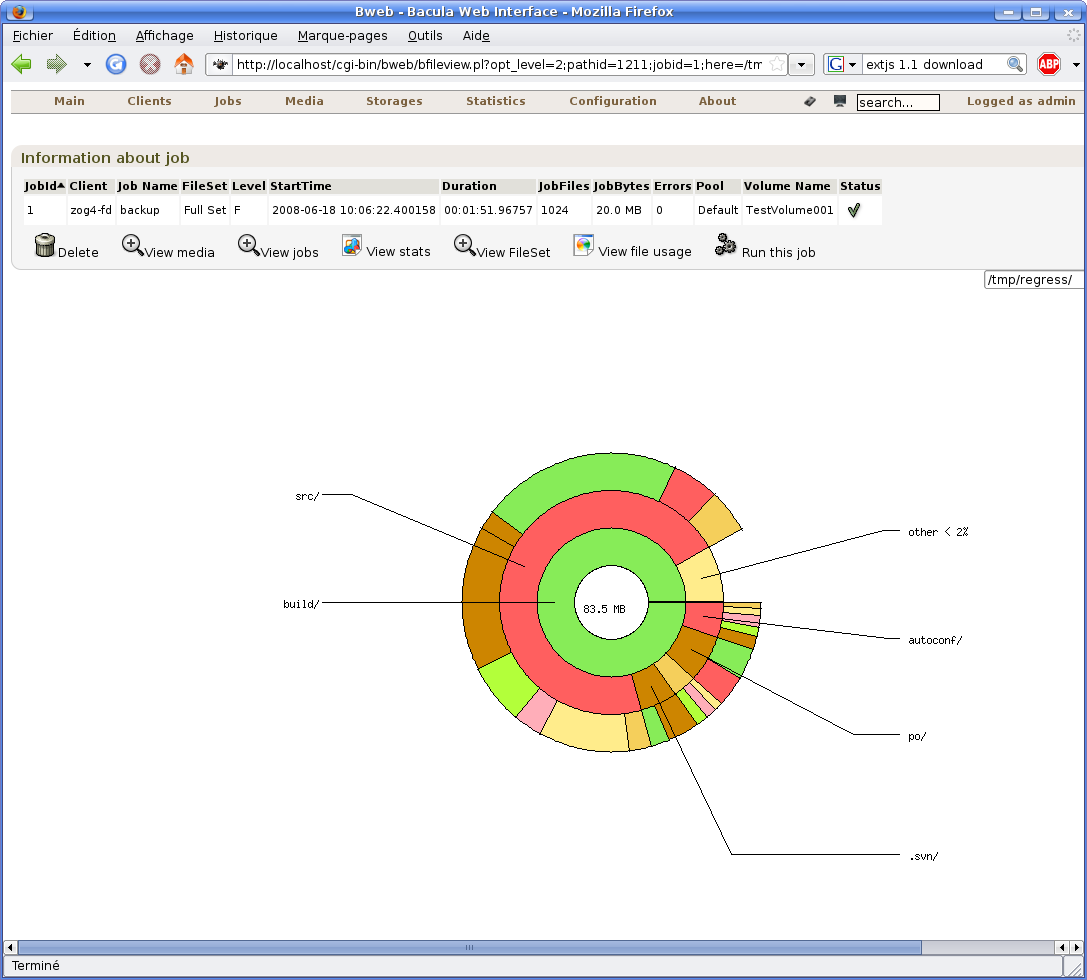 Bweb - Bacula Web Interface - Mozilla Firefox
Fichier Édition Affichage Historique Marque-pages Outils Aide
http://localhost/cgi-bin/bweb/bfileview.pl?opt_level=2;pathid=1211;jobid=1;here=/tm G extjs 1.1 download ABP
Main Clients Jobs Media Storages Statistics Configuration About search... Logged as admin
Information about job
JobId Client Job Name FileSet Level StartTime Duration JobFiles JobBytes Errors Pool Volume Name Status
1 zog4-fd backup Full Set F 2008-06-18 10:06:22.400158 00:01:51.96757 1024 20.0 MB 0 Default TestVolume001
Delete View media View jobs View stats View FileSet View file usage Run this job
/tmp/regress/
src/
other < 2%
build/
83.5 MB
autoconf/
po/
.svn/
Terminé